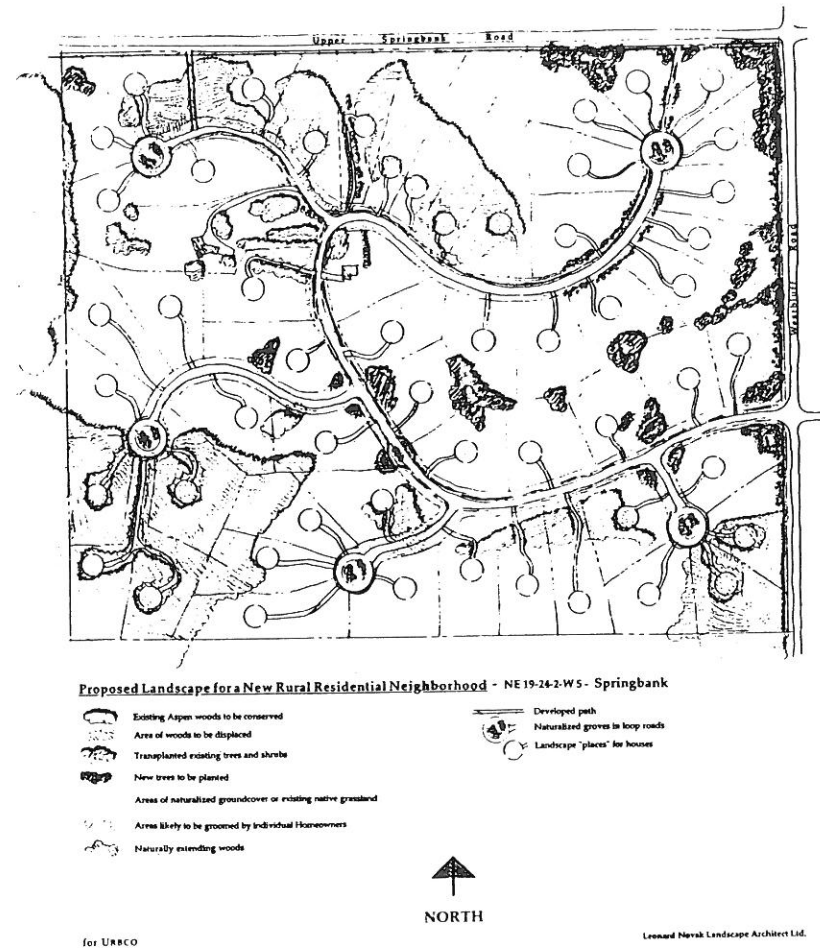 Upper Springbank Road
Westbluff Road
Proposed Landscape for a New Rural Residential Neighborhood - NE 19-24-2-W5 - Springbank
Existing Aspen woods to be conserved
Area of woods to be displaced
Transplanted existing trees and shrubs
New trees to be planted
Areas of naturalized groundcover or existing native grassland
Areas likely to be groomed by Individual Homeowners
Naturally extending woods
Developed path
Naturalized groves in loop roads
Landscape "places" for houses
NORTH
for URBCO
Leonard Novak Landscape Architect Ltd.